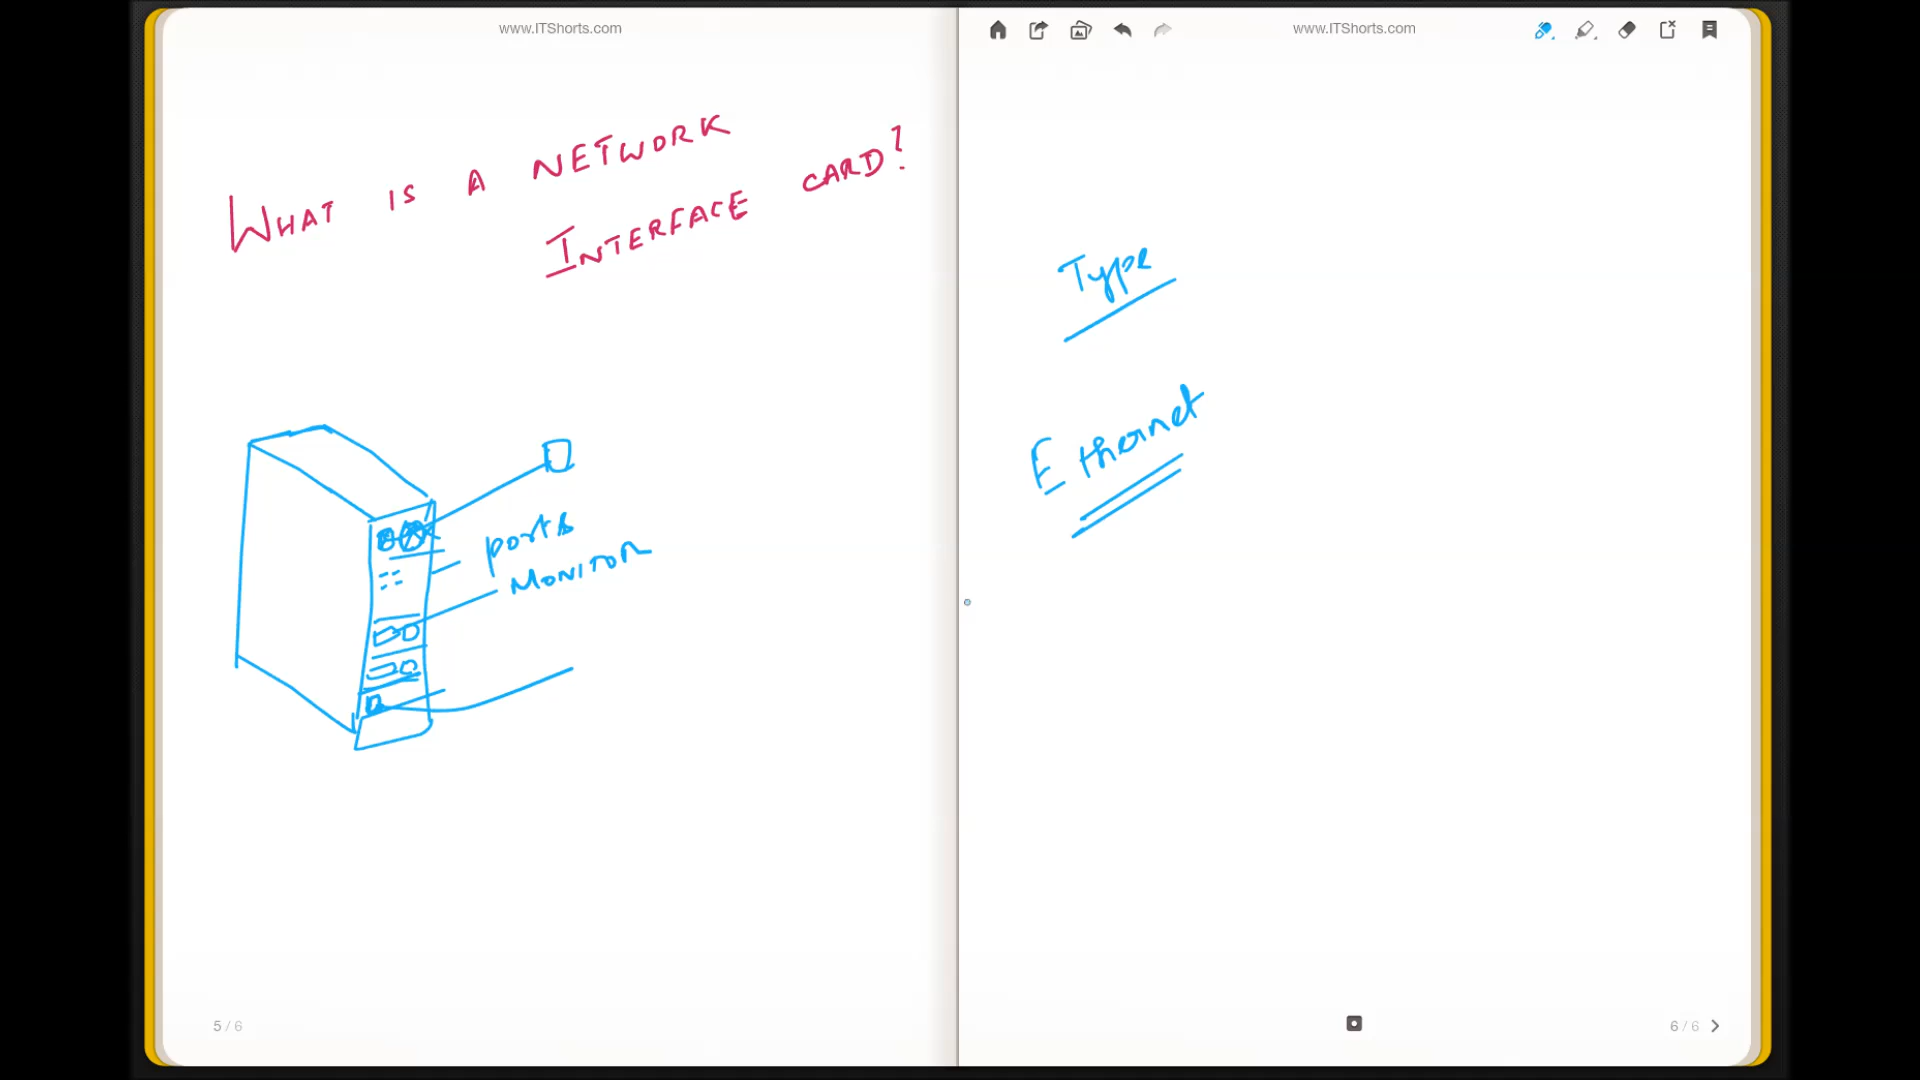 www.ITShorts.com
WHAT IS A NETWORK
INTERFACE CARD?
ports
MONITOR
5 / 6
www.ITShorts.com
Type
Ethernet
6 / 6